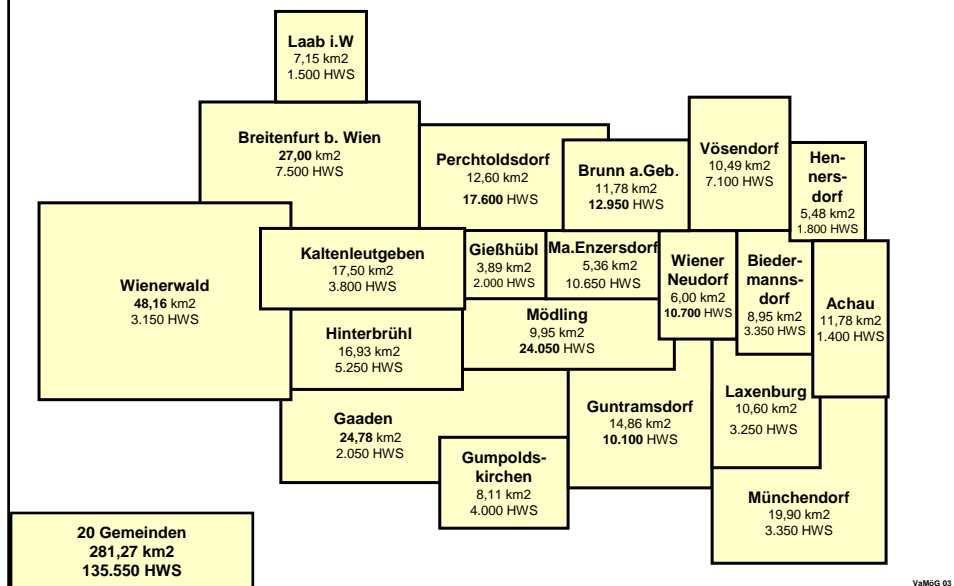 Laab i.W
7,15 km2
1.500 HWS
Breitenfurt b. Wien
27,00 km2
7.500 HWS
Perchtoldsdorf
12,60 km2
17.600 HWS
Brunn a.Geb.
11,78 km2
12.950 HWS
Vösendorf
10,49 km2
7.100 HWS
Hen-
ners-
dorf
5,48 km2
1.800 HWS
Wienerwald
48,16 km2
3.150 HWS
Kaltenleutgeben
17,50 km2
3.800 HWS
Gießhübl
3,89 km2
2.000 HWS
Ma.Enzersdorf
5,36 km2
10.650 HWS
Wiener
Neudorf
6,00 km2
10.700 HWS
Bieder-
manns-
dorf
8,95 km2
3.350 HWS
Achau
11,78 km2
1.400 HWS
Hinterbrühl
16,93 km2
5.250 HWS
Mödling
9,95 km2
24.050 HWS
Gaaden
24,78 km2
2.050 HWS
Gumpolds-
kirchen
8,11 km2
4.000 HWS
Guntramsdorf
14,86 km2
10.100 HWS
Laxenburg
10,60 km2
3.250 HWS
Münchendorf
19,90 km2
3.350 HWS
20 Gemeinden
281,27 km2
135.550 HWS
VaMöG 03